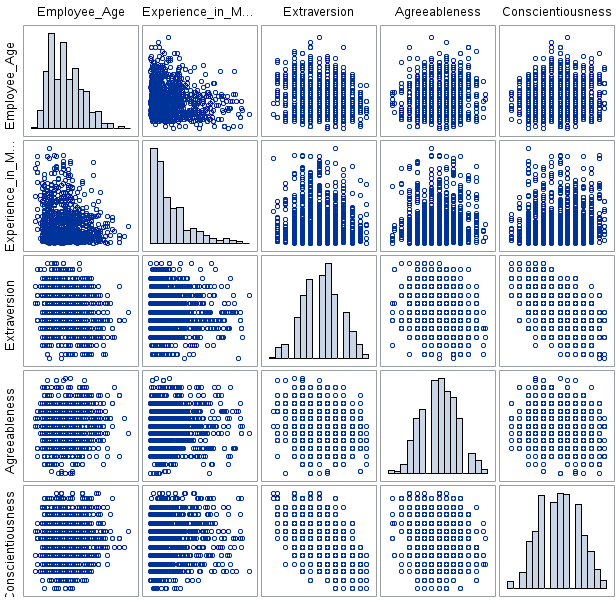 Employee_Age Experience_in_M... Extraversion Agreeableness Conscientiousness
Employee_Age
Experience_in_M...
Extraversion
Agreeableness
Conscientiousness